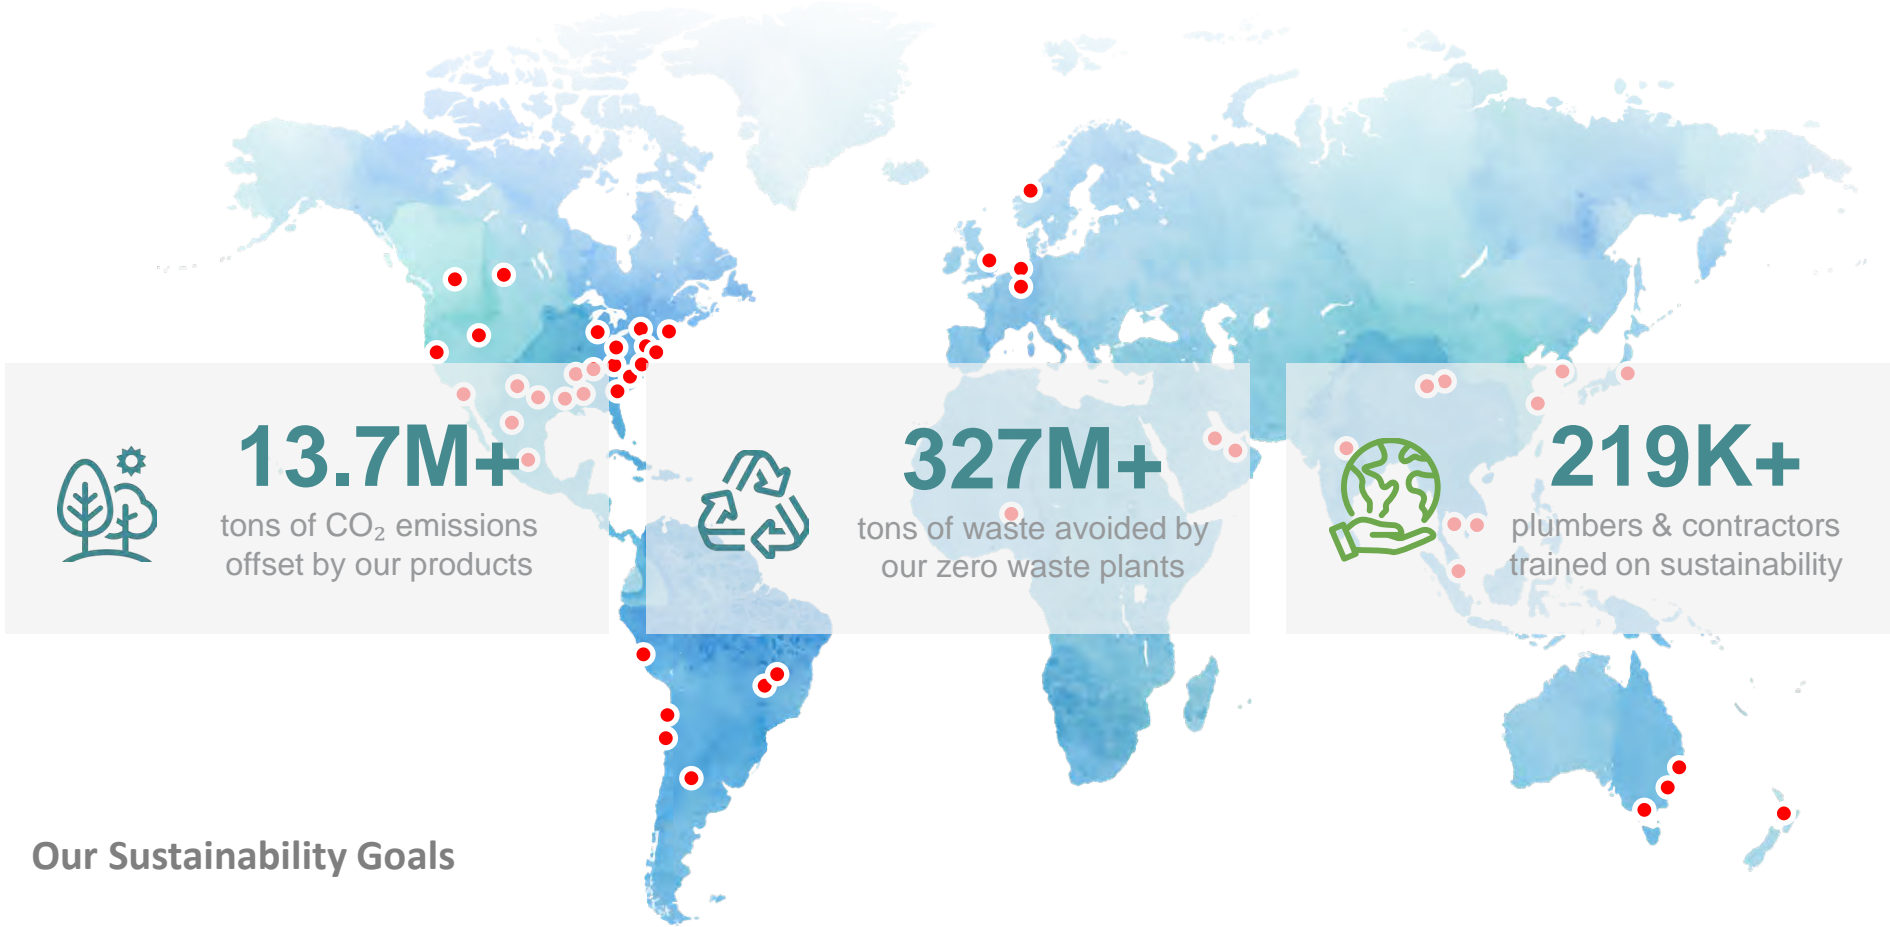 13.7M+
tons of CO₂ emissions
offset by our products
327M+
tons of waste avoided by
our zero waste plants
219K+
plumbers & contractors
trained on sustainability
Our Sustainability Goals